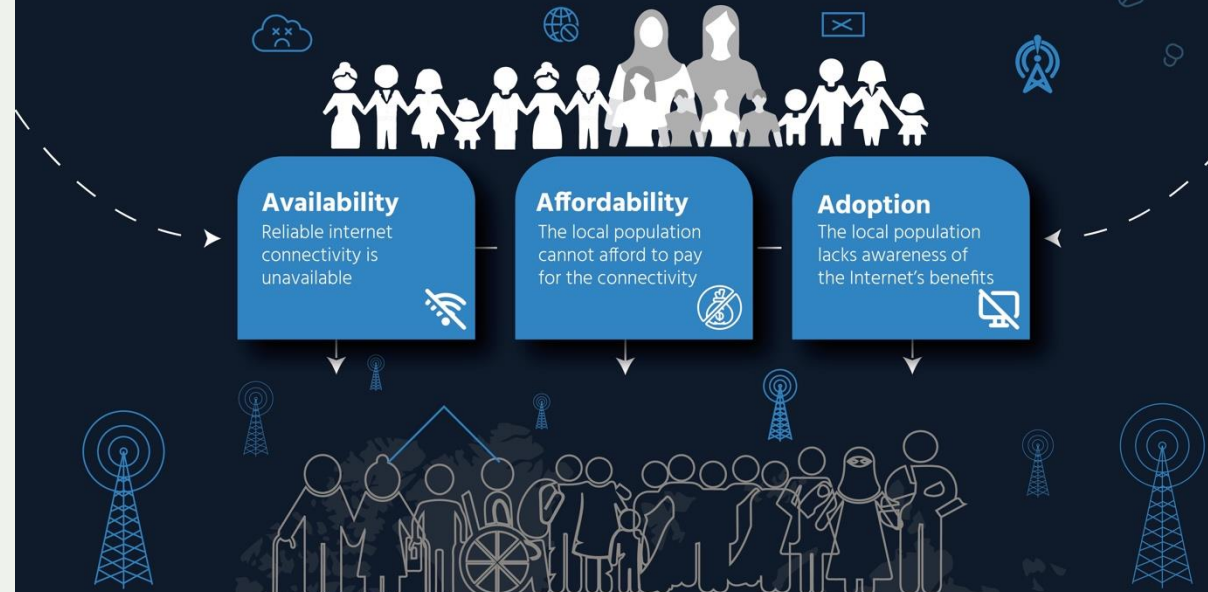 Availability
Reliable internet
connectivity is
unavailable
Affordability
The local population
cannot afford to pay
for the connectivity
Adoption
The local population
lacks awareness of
the Internet's benefits